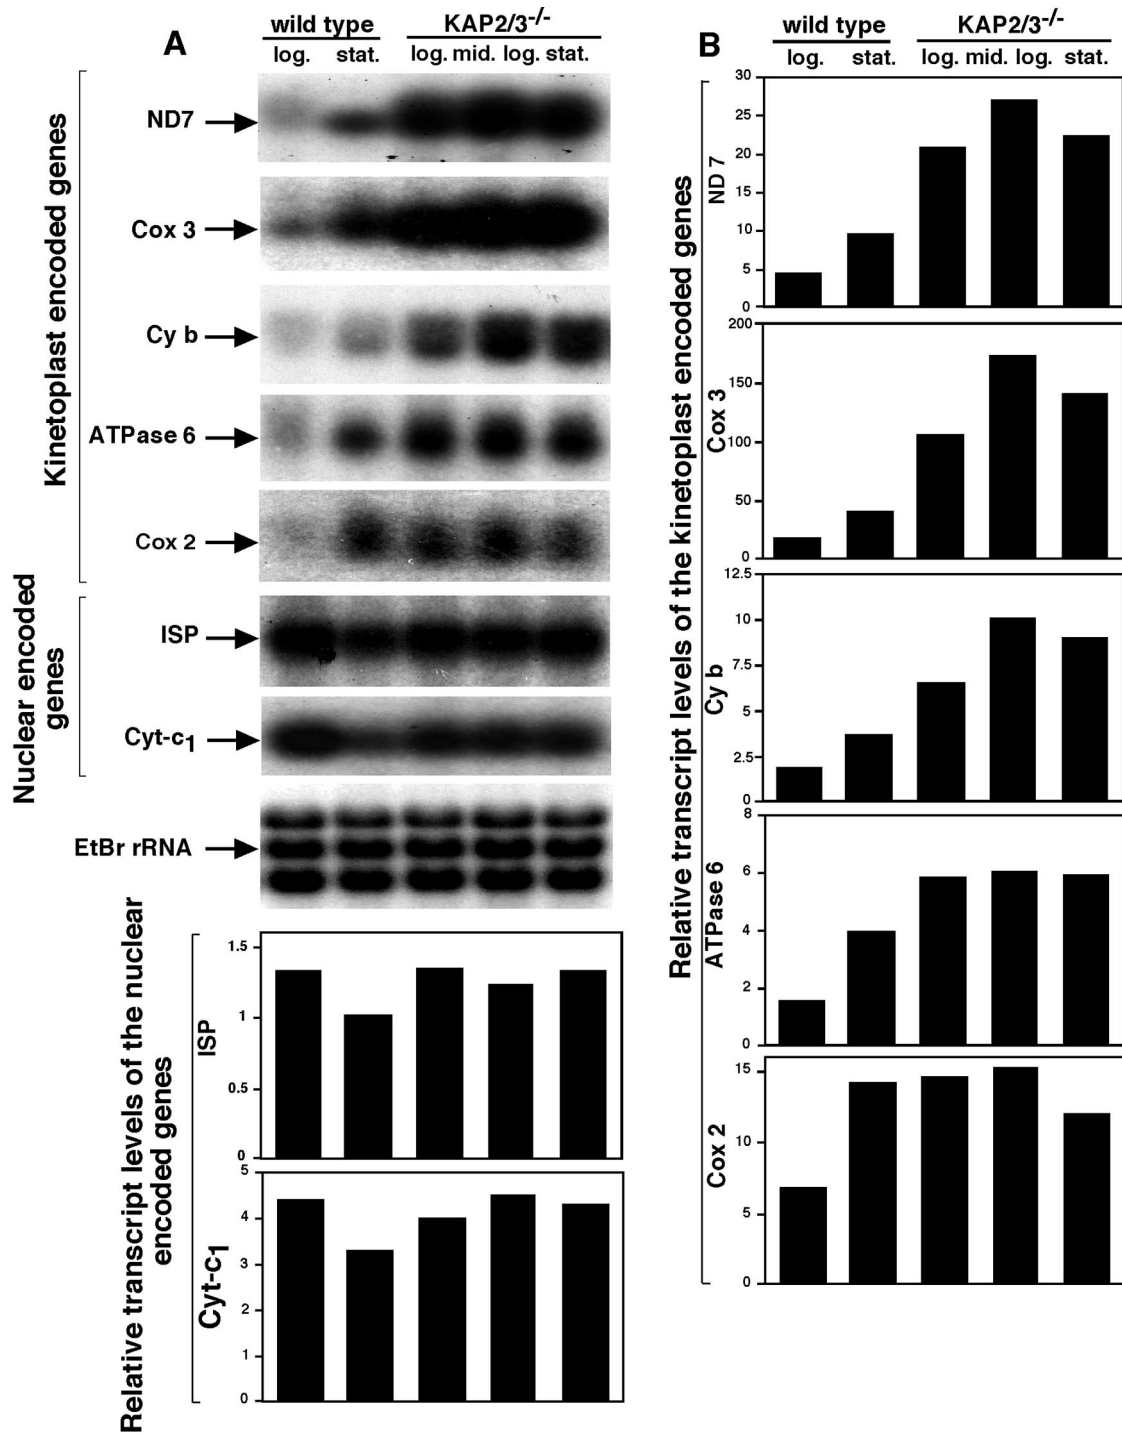 A
wild type
KAP2/3-/-
log. stat. log. mid. log. stat.
Kinetoplast encoded genes
ND7
Cox 3
Cy b
ATPase 6
Cox 2
Nuclear encoded
genes
ISP
Cyt-c1
EtBr rRNA
Relative transcript levels of the nuclear
encoded genes
ISP
1.5
1
0.5
0
Cyt-c1
5
4
3
2
1
0
B
wild type
KAP2/3-/-
log. stat. log. mid. log. stat.
Relative transcript levels of the kinetoplast encoded genes
ND 7
30
25
20
15
10
5
0
Cox 3
200
150
100
50
0
Cy b
12.5
10
7.5
5
2.5
0
ATPase 6
8
6
4
2
0
Cox 2
15
10
5
0